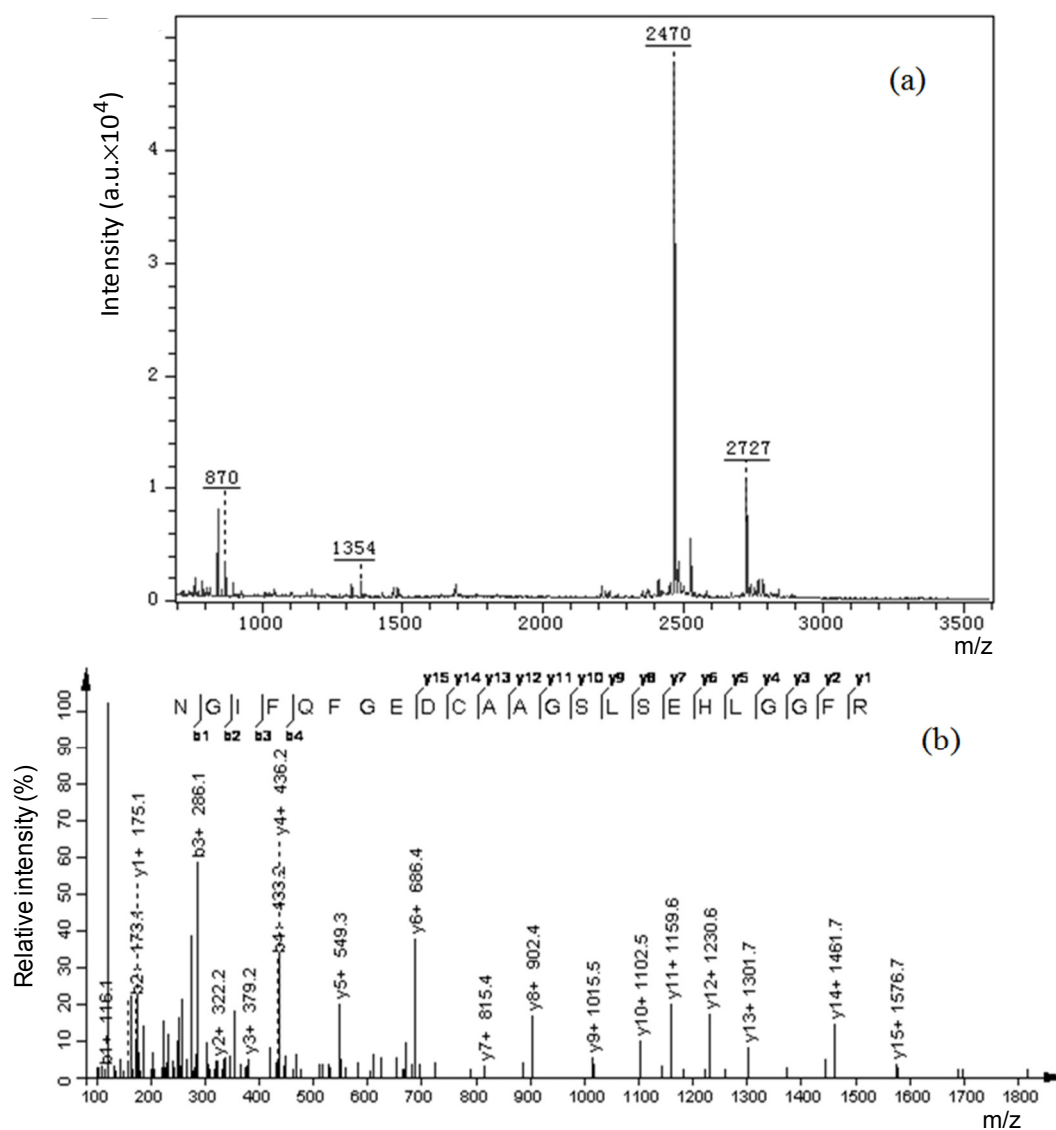 2470
(a)
Intensity (a.u.×10⁴)
4
3
2
1
0
870
1354
2727
1000 1500 2000 2500 3000 3500
m/z
y15 y14 y13 y12 y11 y10 y9 y8 y7 y6 y5 y4 y3 y2 y1
N G I F Q F G E D C A A G S L S E H L G G F R
b1 b2 b3 b4
(b)
Relative intensity (%)
100
90
80
70
60
50
40
30
20
10
0
b1+ 116.1
b2+ 173.1
y1+ 175.1
b3+ 286.1
y2+ 322.2
y3+ 379.2
b4+ 433.2
y4+ 436.2
y5+ 549.3
y6+ 686.4
y7+ 815.4
y8+ 902.4
y9+ 1015.5
y10+ 1102.5
y11+ 1159.6
y12+ 1230.6
y13+ 1301.7
y14+ 1461.7
y15+ 1576.7
100 200 300 400 500 600 700 800 900 1000 1100 1200 1300 1400 1500 1600 1700 1800
m/z